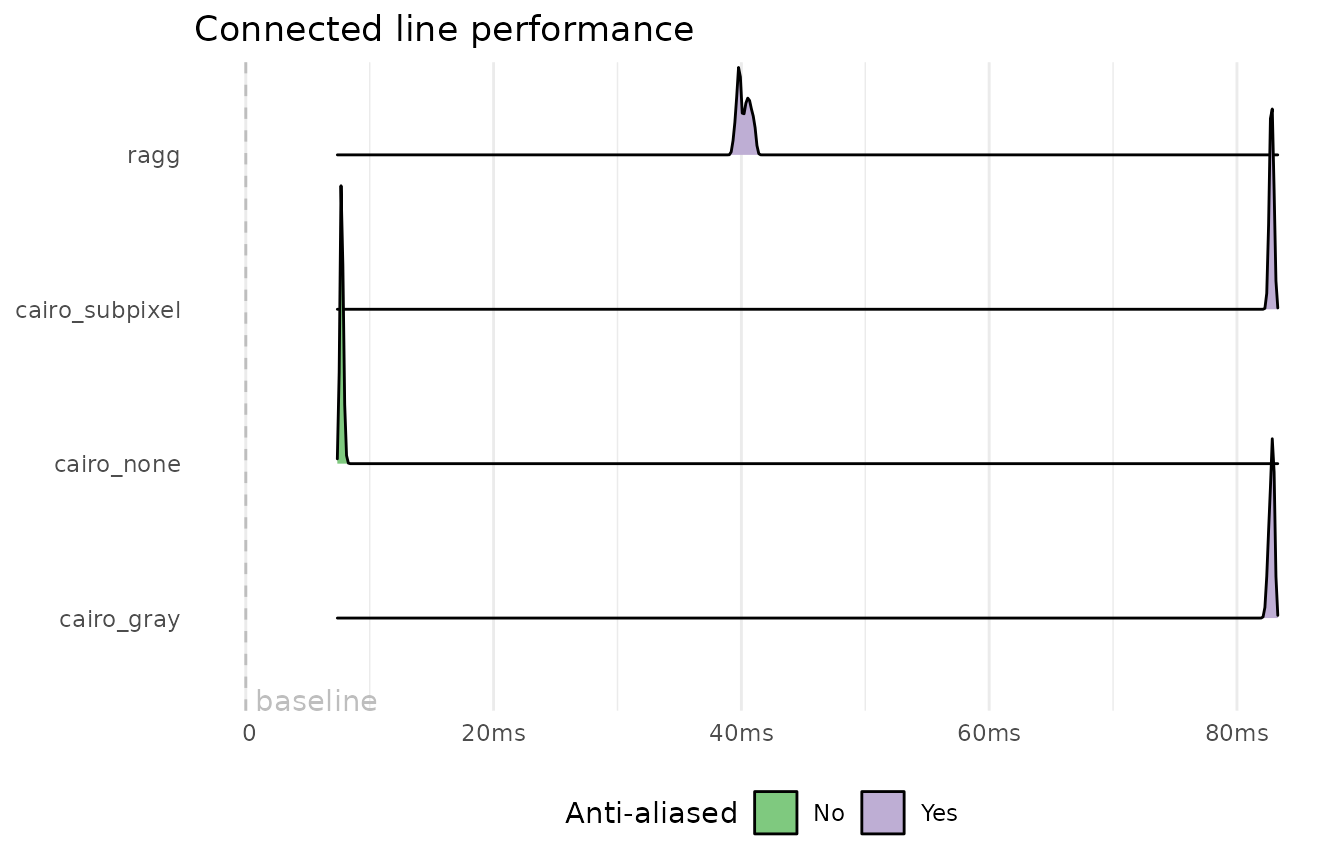 Connected line performance
ragg
cairo_subpixel
cairo_none
cairo_gray
baseline
0 20ms 40ms 60ms 80ms
Anti-aliased No Yes